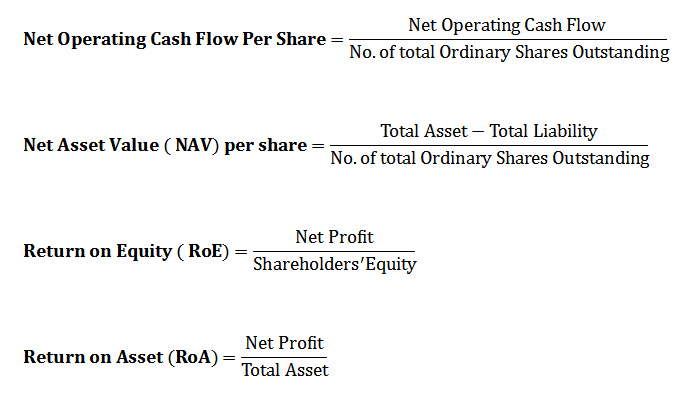 Net Operating Cash Flow Per Share = Net Operating Cash Flow
No. of total Ordinary Shares Outstanding
Net Asset Value ( NAV) per share = Total Asset − Total Liability
No. of total Ordinary Shares Outstanding
Return on Equity ( RoE) = Net Profit
Shareholders′Equity
Return on Asset (RoA) = Net Profit
Total Asset